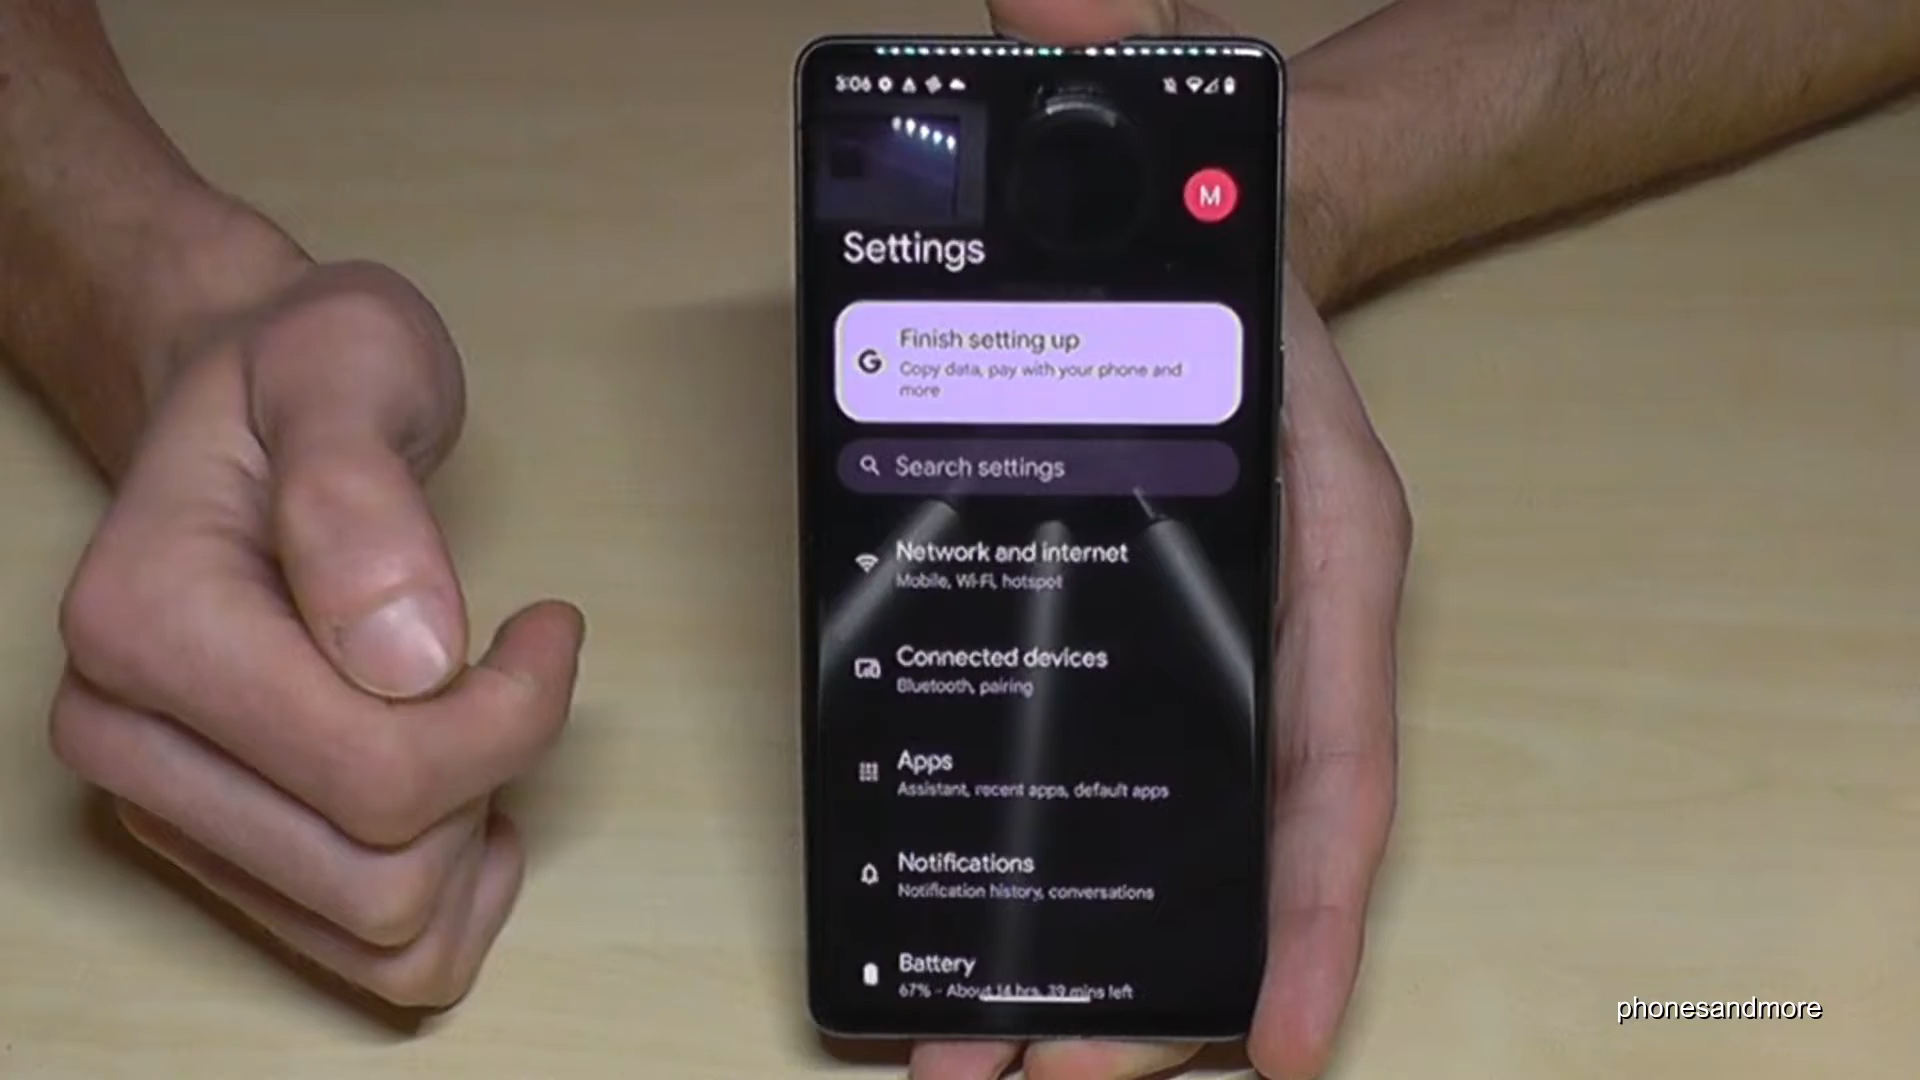 3:06
M
Settings
Finish setting up
Copy data, pay with your phone and
more
Search settings
Network and internet
Mobile, Wi-Fi, hotspot
Connected devices
Bluetooth, pairing
Apps
Assistant, recent apps, default apps
Notifications
Notification history, conversations
Battery
67% - About 14 hrs, 39 mins left
phonesandmore